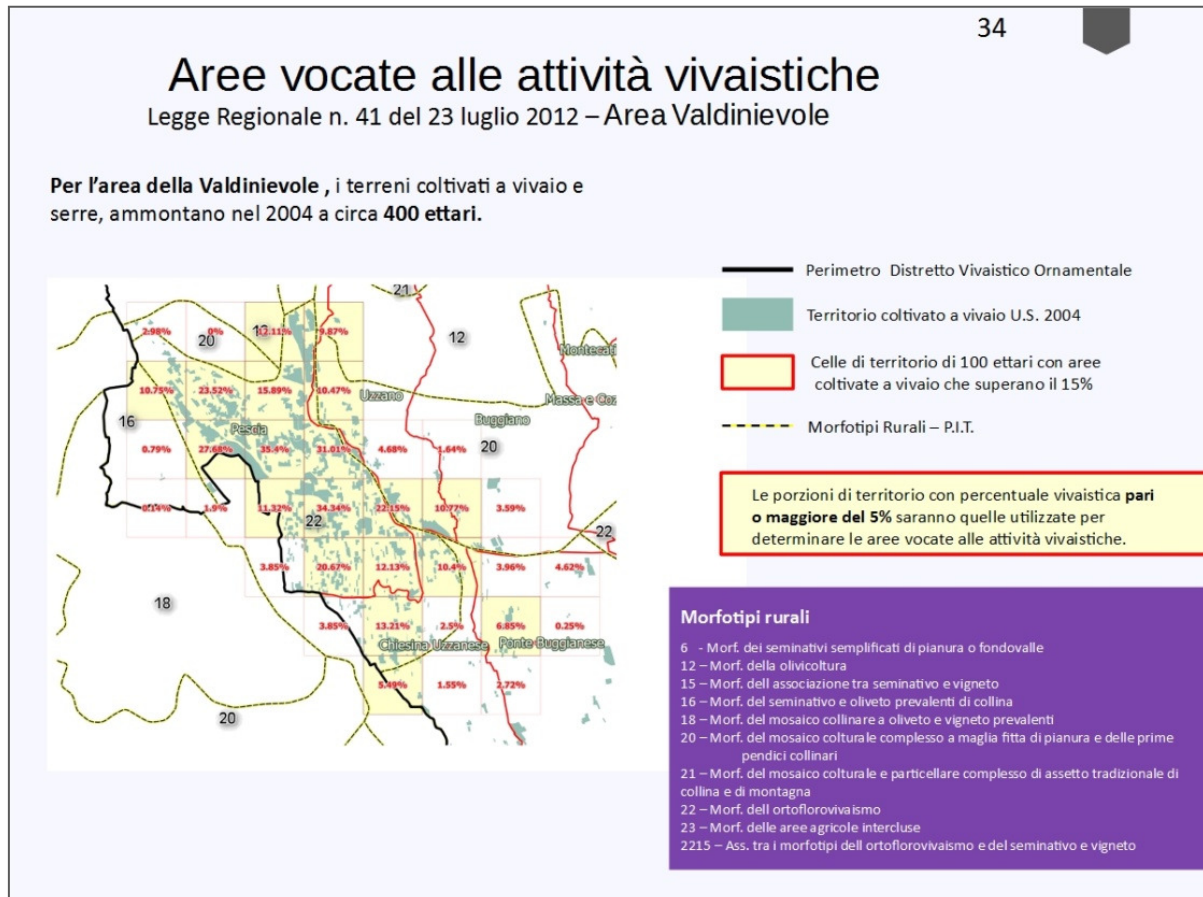 34
Aree vocate alle attività vivaistiche
Legge Regionale n. 41 del 23 luglio 2012 – Area Valdinievole
Per l'area della Valdinievole , i terreni coltivati a vivaio e
serre, ammontano nel 2004 a circa 400 ettari.
21
2.98% 0% 12.11% 9.87%
20 12
Montecati
10.75% 23.52% 15.89% 10.47%
Uzzano Massa e Coz
16 Pescia Buggiano
0.79% 27.68% 35.4% 31.01% 4.68% 1.64% 20
0.14% 1.9% 11.32% 34.34% 22.15% 10.77% 3.59%
22 22
3.85% 20.67% 12.13% 10.4% 3.96% 4.62%
18
3.85% 13.21% 2.5% 6.85% 0.25%
Chiesina Uzzanese Ponte Buggianese
5.49% 1.55% 2.72%
20
Perimetro Distretto Vivaistico Ornamentale
Territorio coltivato a vivaio U.S. 2004
Celle di territorio di 100 ettari con aree
coltivate a vivaio che superano il 15%
Morfotipi Rurali – P.I.T.
Le porzioni di territorio con percentuale vivaistica pari
o maggiore del 5% saranno quelle utilizzate per
determinare le aree vocate alle attività vivaistiche.
Morfotipi rurali
6 - Morf. dei seminativi semplificati di pianura o fondovalle
12 – Morf. della olivicoltura
15 – Morf. dell associazione tra seminativo e vigneto
16 – Morf. del seminativo e oliveto prevalenti di collina
18 – Morf. del mosaico collinare a oliveto e vigneto prevalenti
20 – Morf. del mosaico colturale complesso a maglia fitta di pianura e delle prime
pendici collinari
21 – Morf. del mosaico colturale e particellare complesso di assetto tradizionale di
collina e di montagna
22 – Morf. dell ortoflorovivaismo
23 – Morf. delle aree agricole intercluse
2215 – Ass. tra i morfotipi dell ortoflorovivaismo e del seminativo e vigneto